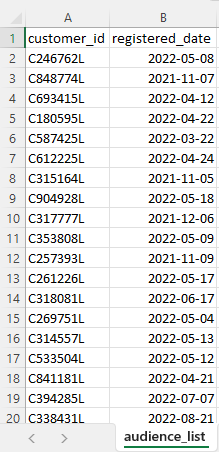 A B
1 customer_id registered_date
2 C246762L 2022-05-08
3 C848774L 2021-11-07
4 C693415L 2022-04-12
5 C180595L 2022-04-22
6 C587425L 2022-03-22
7 C612225L 2022-04-24
8 C315164L 2021-11-05
9 C904928L 2022-05-18
10 C317777L 2021-12-06
11 C353808L 2022-05-09
12 C257393L 2021-11-09
13 C261226L 2022-05-17
14 C318081L 2022-06-17
15 C269751L 2022-05-04
16 C314557L 2022-05-13
17 C533504L 2022-05-12
18 C841181L 2022-04-21
19 C394285L 2022-07-07
20 C338431L 2022-08-21
audience_list